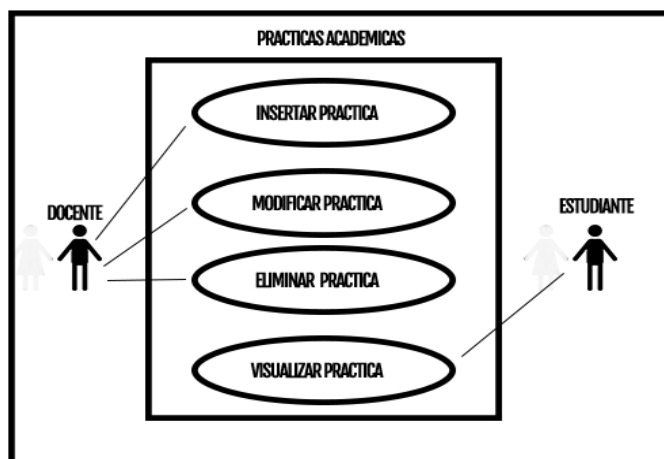 PRACTICAS ACADEMICAS
INSERTAR PRACTICA
MODIFICAR PRACTICA
DOCENTE
ESTUDIANTE
ELIMINAR PRACTICA
VISUALIZAR PRACTICA